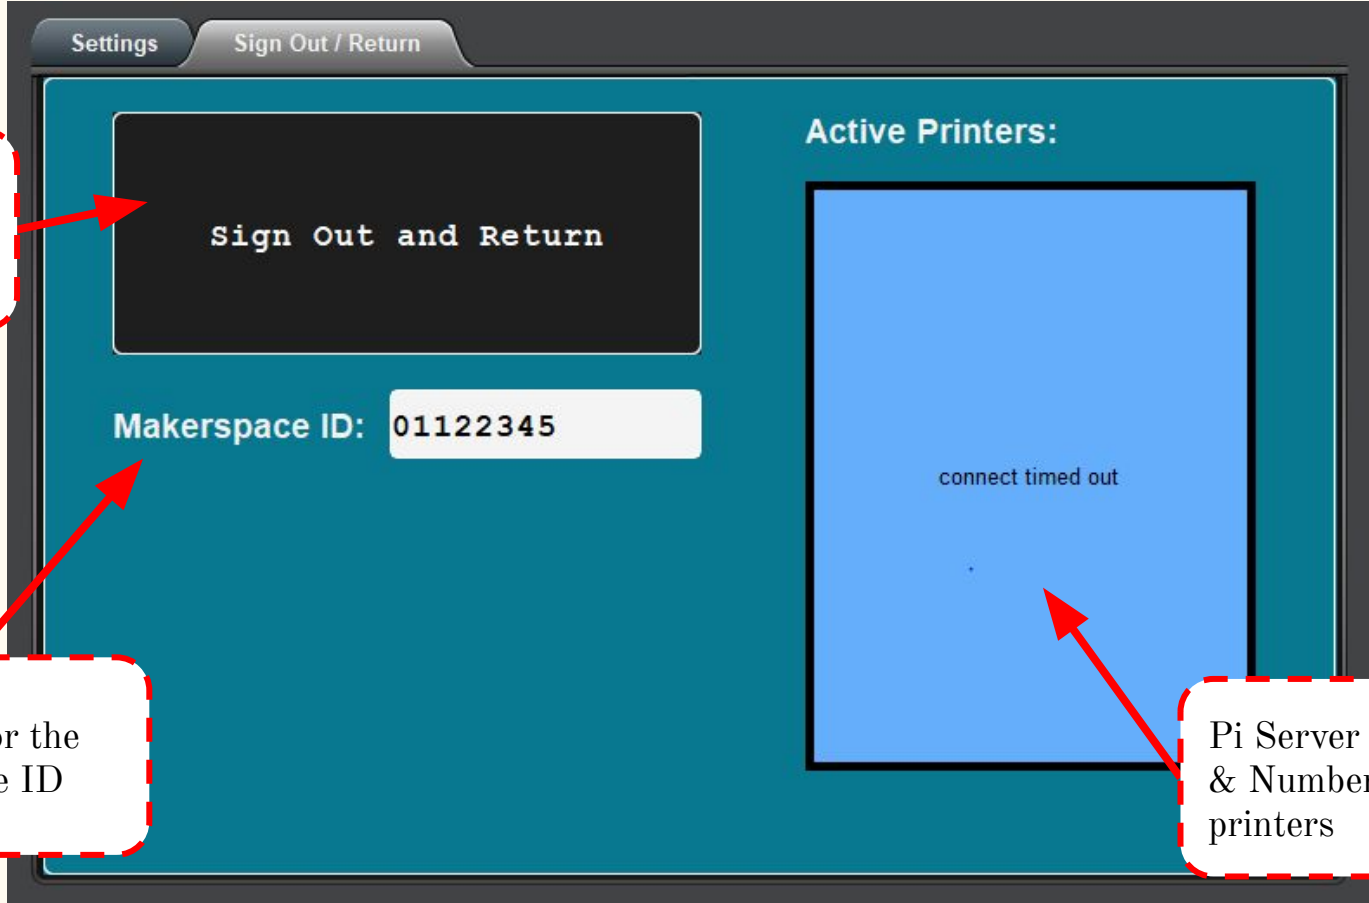 Settings
Sign Out / Return
Active Printers:
Sign Out and Return
Makerspace ID:
01122345
connect timed out
the
ID
Pi Server
& Number
printers